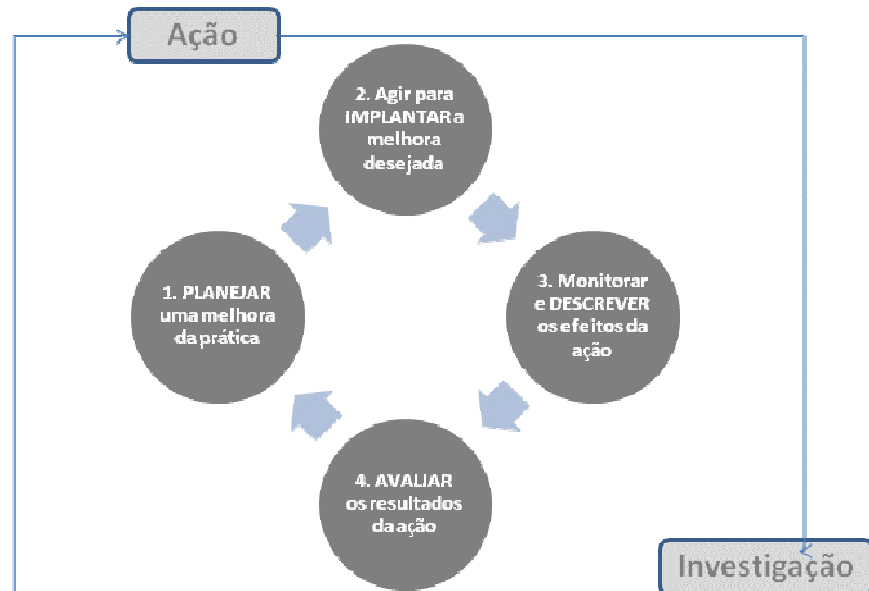 Ação
2. Agir para
IMPLANTAR a
melhora
desejada
1. PLANEJAR
uma melhora
da prática
3. Monitorar
e DESCREVER
os efeitos da
ação
4. AVALIAR
os resultados
da ação
Investigação